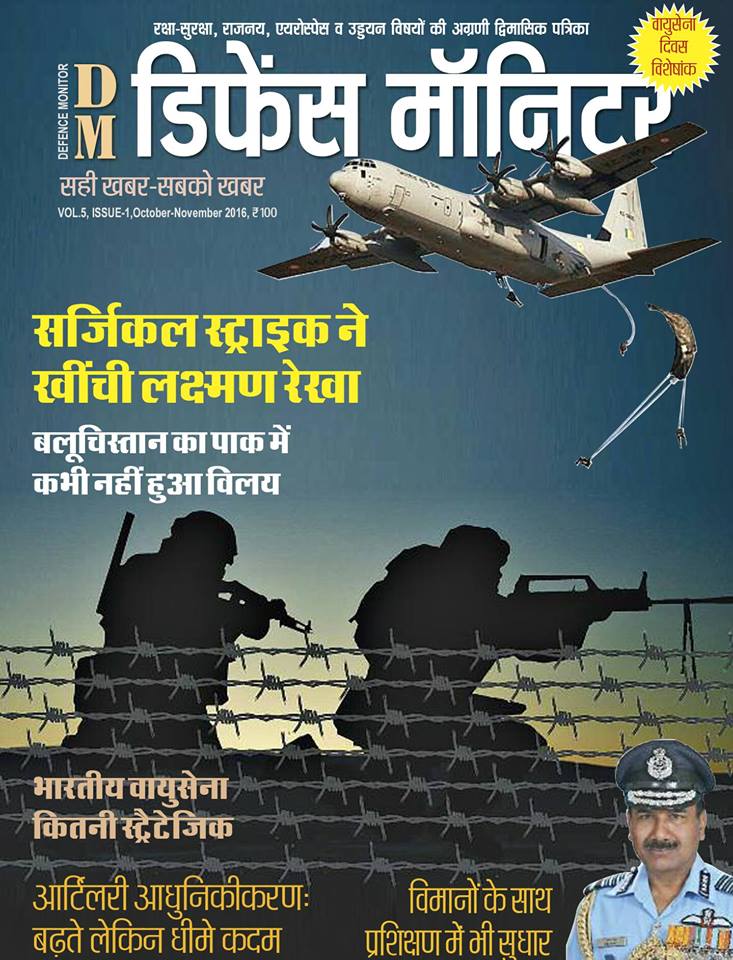 रक्षा-सुरक्षा, राजनय, एयरोस्पेस व उड्डयन विषयों की अग्रणी द्विमासिक पत्रिका
वायुसेना
दिवस
विशेषांक
DEFENCE MONITOR
DM
डिफेंस मॉनिटर
सही खबर-सबको खबर
VOL.5, ISSUE-1,October-November 2016, ₹100
सर्जिकल स्ट्राइक ने
खींची लक्ष्मण रेखा
बलूचिस्तान का पाक में
कभी नहीं हुआ विलय
भारतीय वायुसेना
कितनी स्ट्रैटेजिक
आर्टिलरी आधुनिकीकरण:
बढ़ते लेकिन धीमे कदम
विमानों के साथ
प्रशिक्षण में भी सुधार